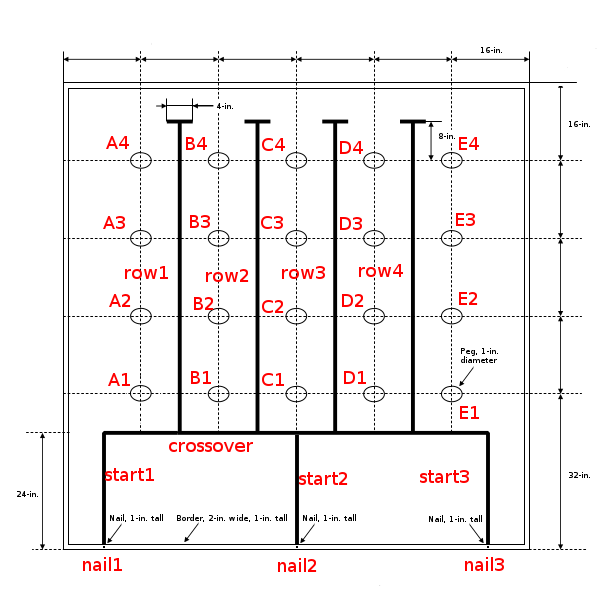 16-in.
4-in.
A4 B4 C4 D4 8-in. E4 16-in.
A3 B3 C3 D3 E3
row1 row2 row3 row4
A2 B2 C2 D2 E2
Peg, 1-in.
diameter
A1 B1 C1 D1 E1
crossover
start1 start2 start3 32-in.
24-in.
Nail, 1-in. tall Border, 2-in. wide, 1-in. tall Nail, 1-in. tall Nail, 1-in. tall
nail1 nail2 nail3